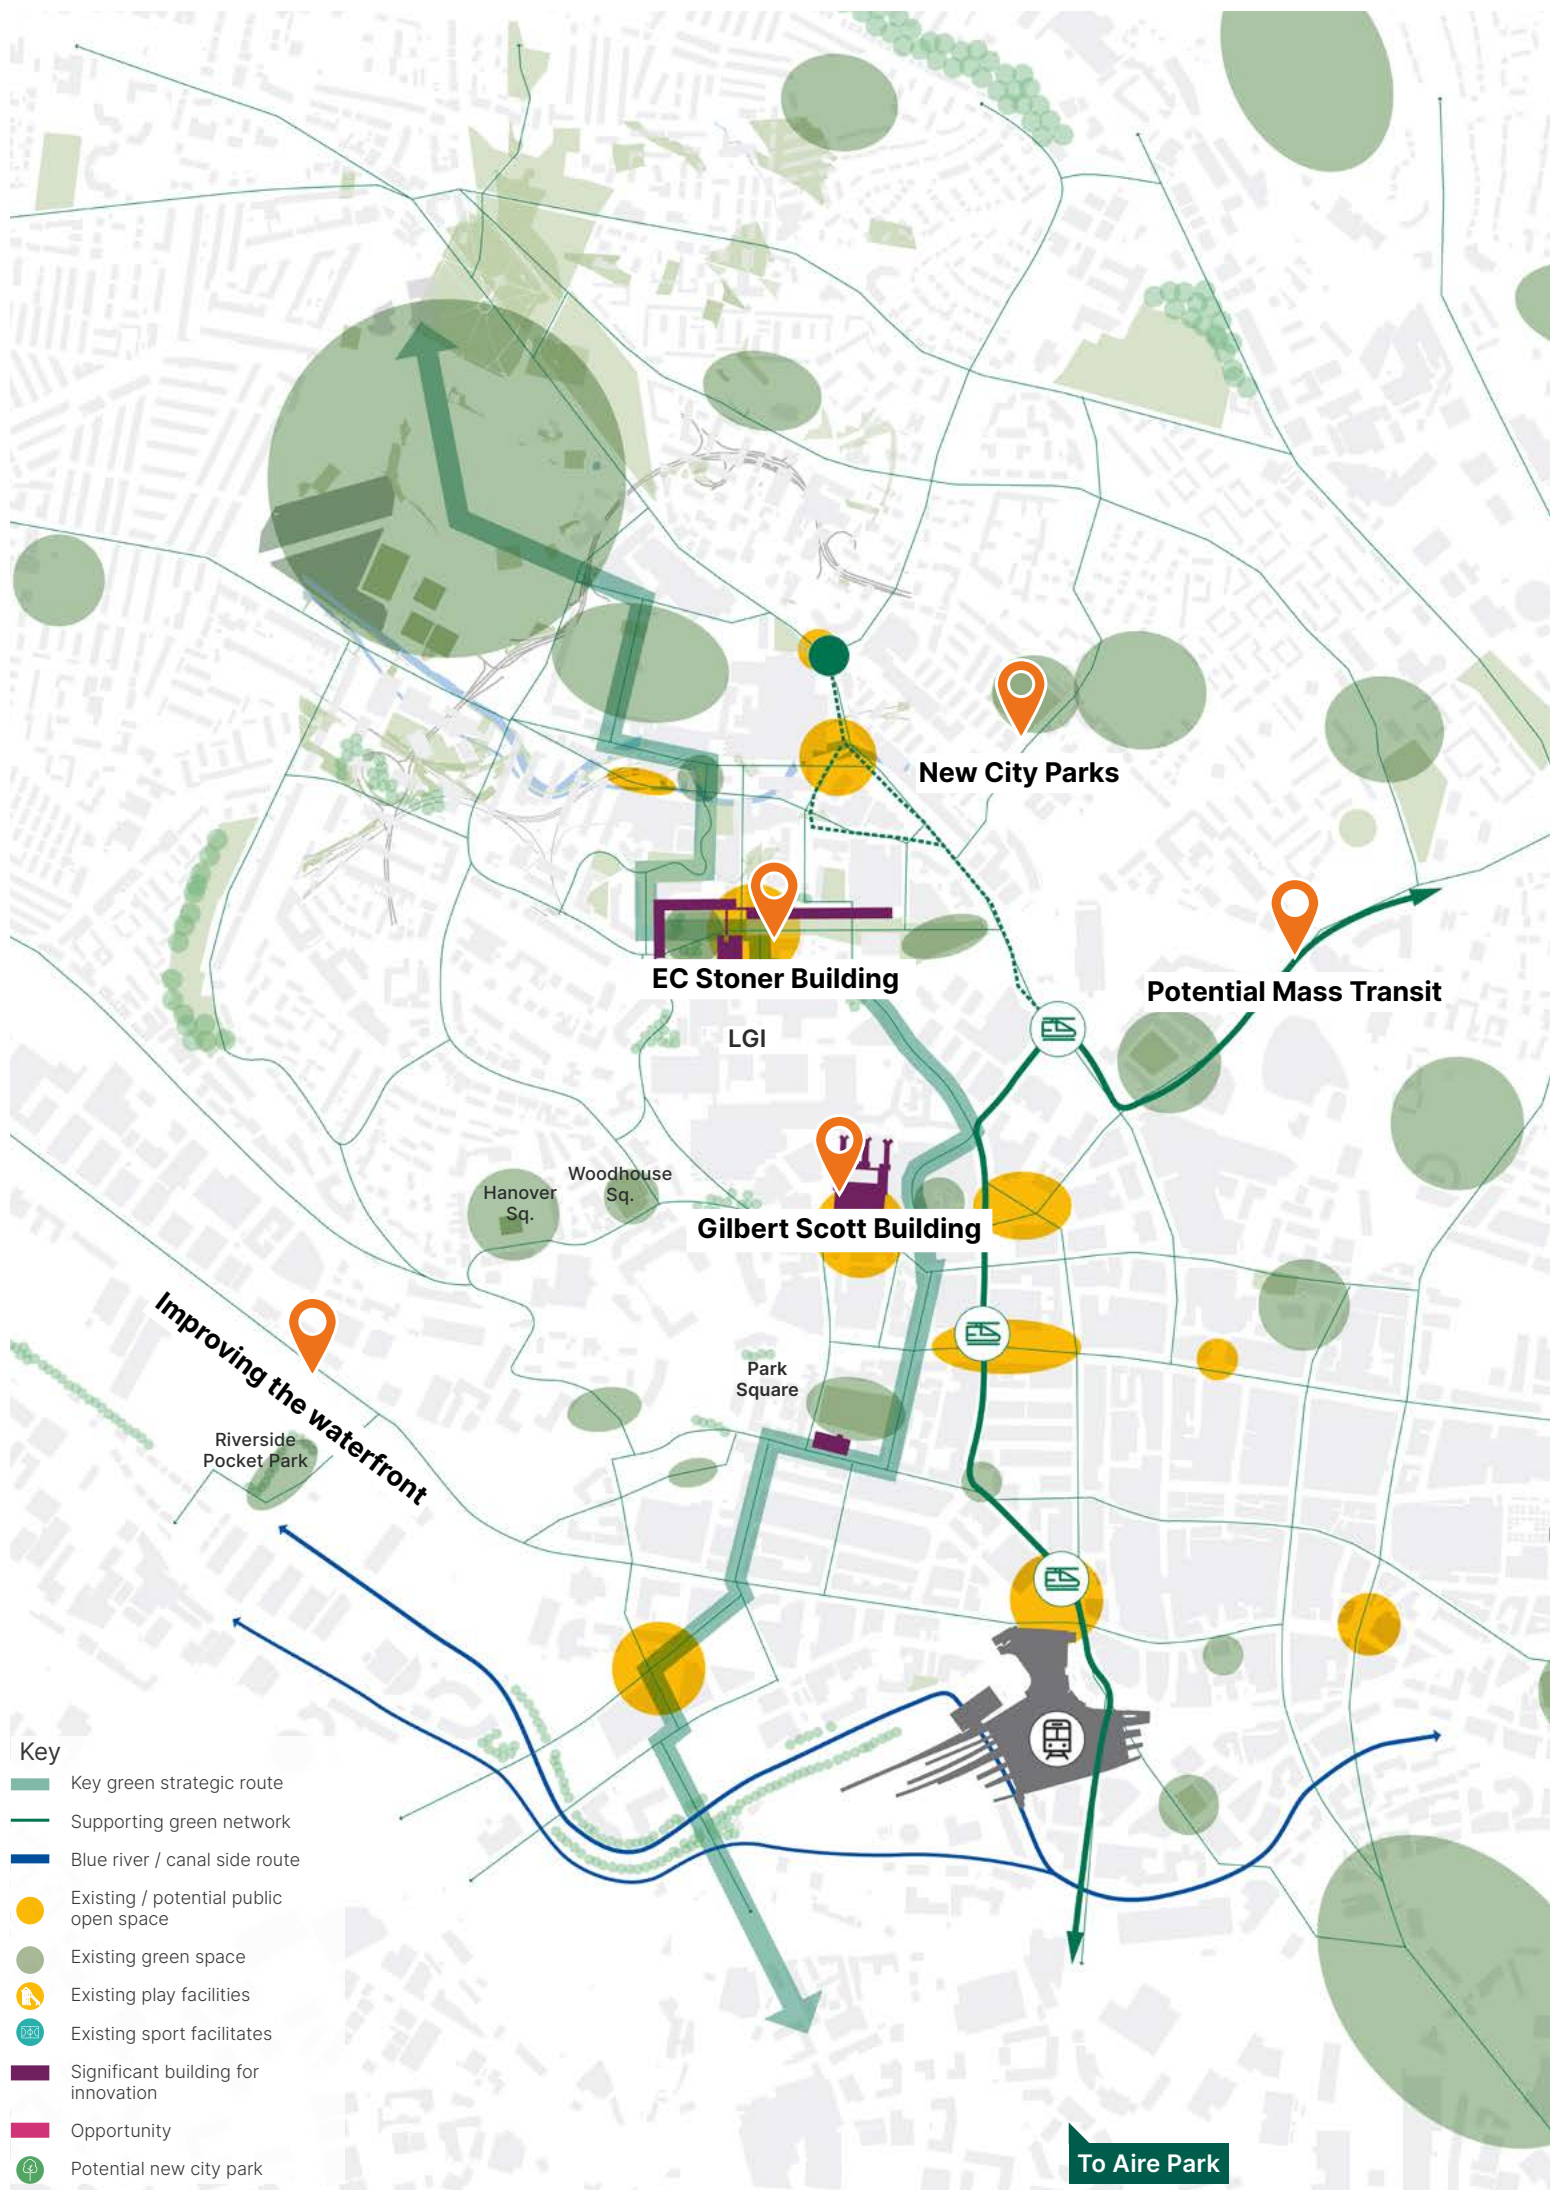 New City Parks
EC Stoner Building
Potential Mass Transit
LGI
Woodhouse
Sq.
Hanover
Sq.
Gilbert Scott Building
Improving the waterfront
Park
Square
Riverside
Pocket Park
Key
Key green strategic route
Supporting green network
Blue river / canal side route
Existing / potential public
open space
Existing green space
Existing play facilities
Existing sport facilitates
Significant building for
innovation
Opportunity
Potential new city park
To Aire Park